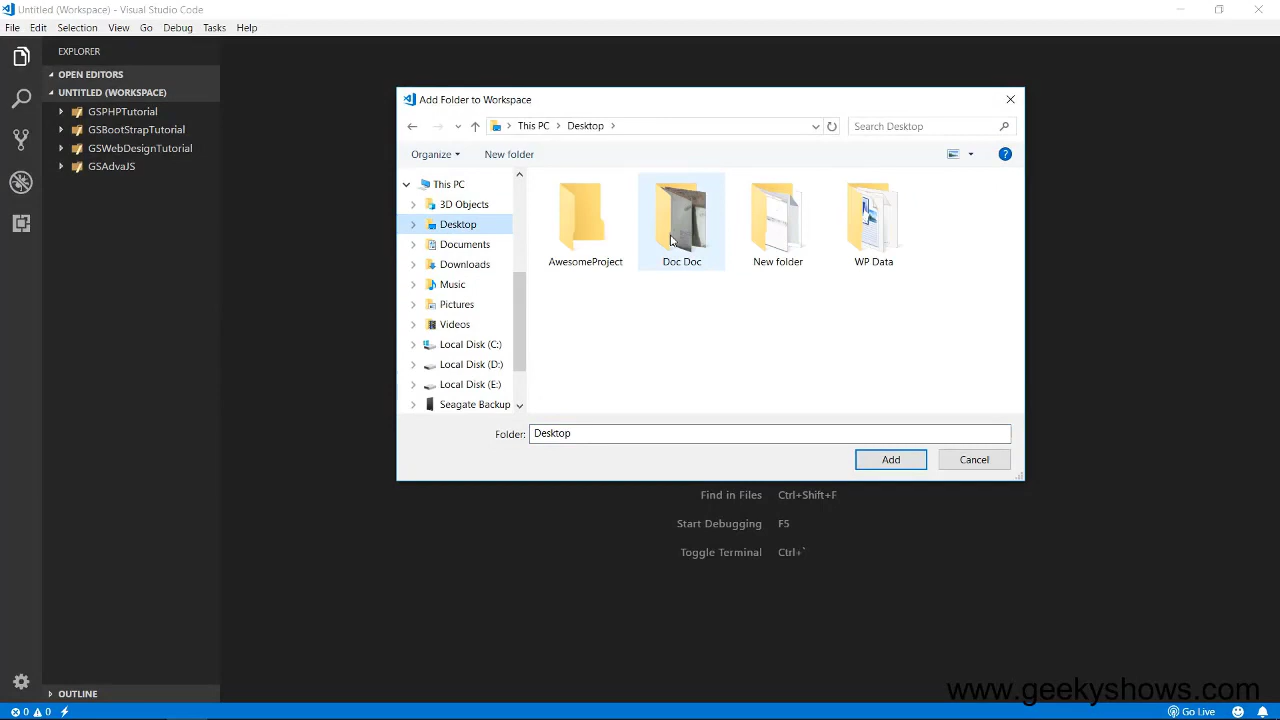 Untitled (Workspace) - Visual Studio Code
File Edit Selection View Go Debug Tasks Help
EXPLORER
OPEN EDITORS
UNTITLED (WORKSPACE)
GSPHPTutorial
GSBootStrapTutorial
GSWebDesignTutorial
GSAdvaJS
Add Folder to Workspace
This PC > Desktop >
Search Desktop
Organize
New folder
This PC
3D Objects
Desktop
Documents
Downloads
Music
Pictures
Videos
Local Disk (C:)
Local Disk (D:)
Local Disk (E:)
Seagate Backup
AwesomeProject
Doc Doc
New folder
WP Data
Folder: Desktop
Add
Cancel
Find in Files Ctrl+Shift+F
Start Debugging F5
Toggle Terminal Ctrl+`
OUTLINE
www.geekyshows.com
0 0
Go Live